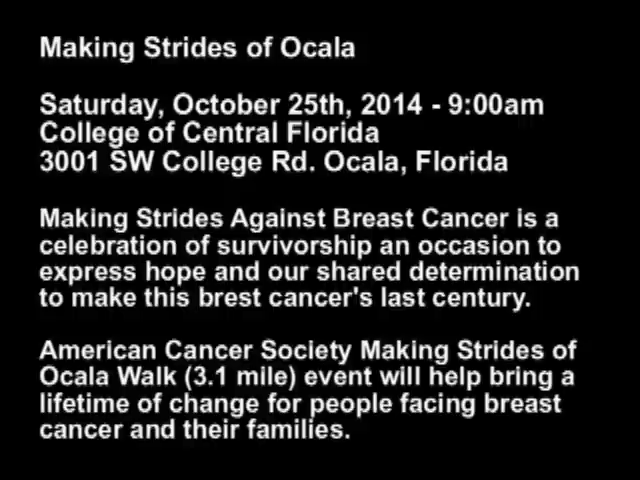 Making Strides of Ocala
Saturday, October 25th, 2014 - 9:00am
College of Central Florida
3001 SW College Rd. Ocala, Florida
Making Strides Against Breast Cancer is a
celebration of survivorship an occasion to
express hope and our shared determination
to make this brest cancer's last century.
American Cancer Society Making Strides of
Ocala Walk (3.1 mile) event will help bring a
lifetime of change for people facing breast
cancer and their families.